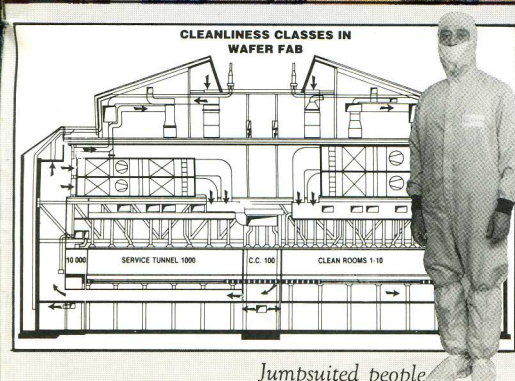 CLEANLINESS CLASSES IN
WAFER FAB
10 000
SERVICE TUNNEL 1000
C.C. 100
CLEAN ROOMS 1-10
Jumpsuited people